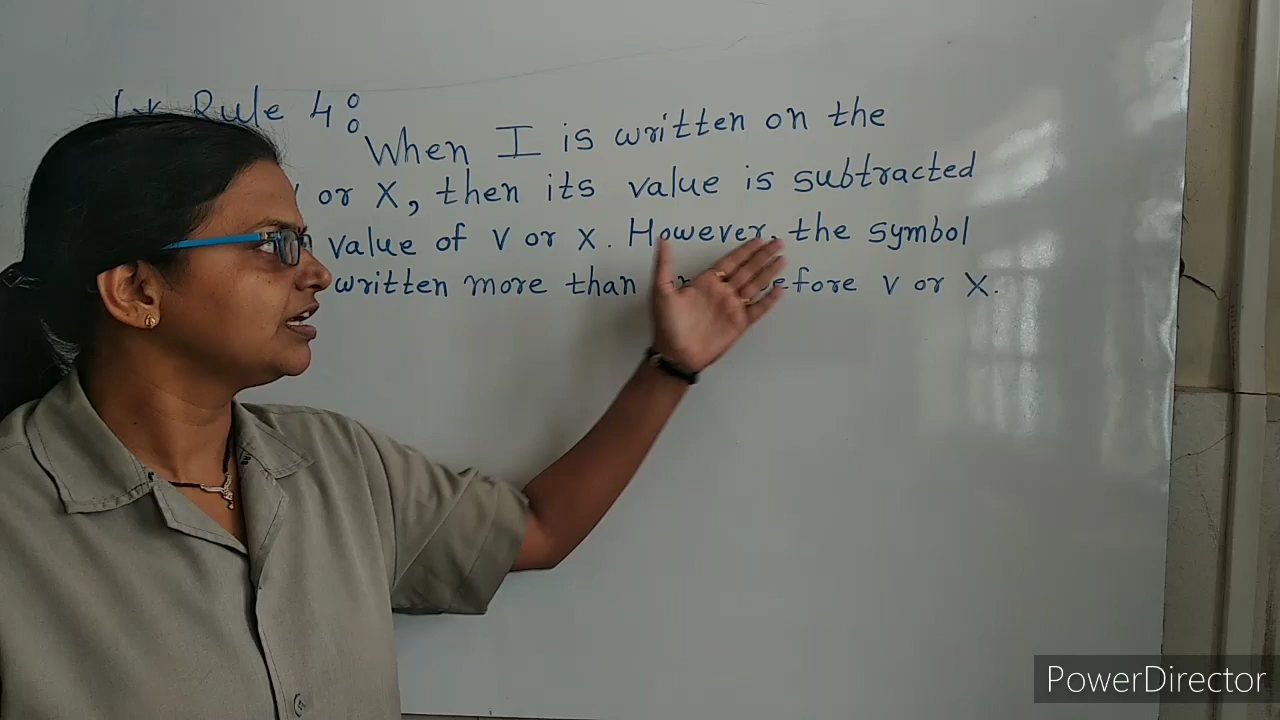 Rule 4:
When I is written on the
or X, then its value is subtracted
value of V or X. However, the symbol
written more than before V or X.
PowerDirector